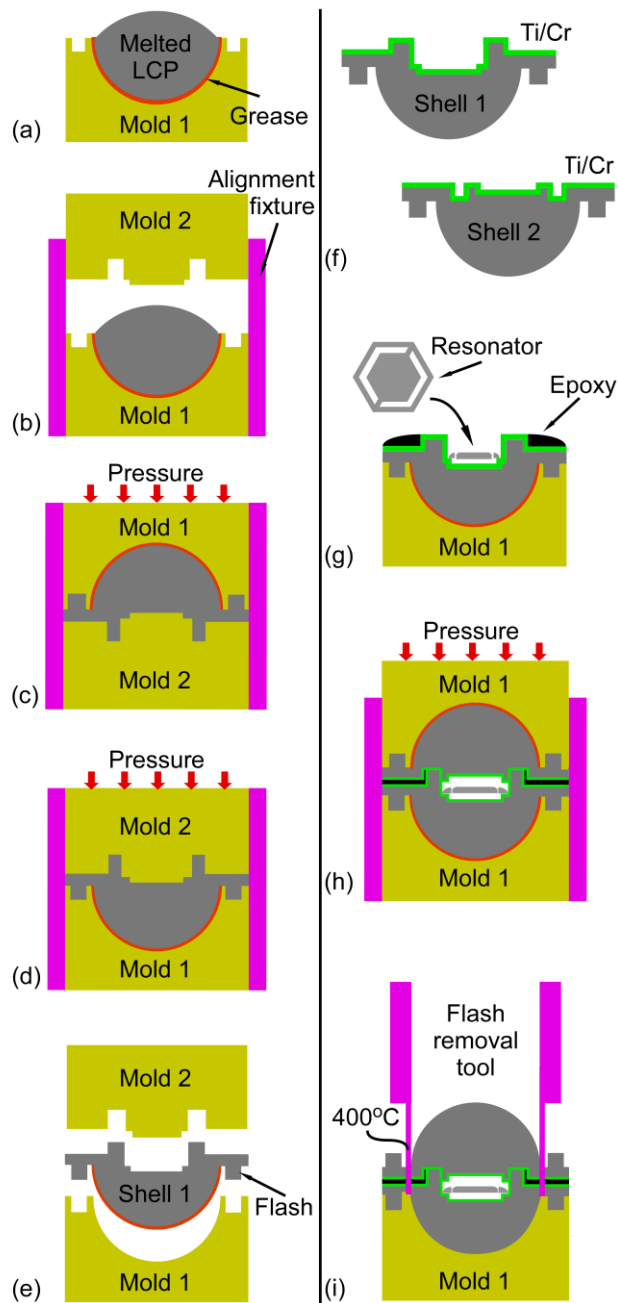 Melted
LCP
Grease
Mold 1
(a)
Alignment
fixture
Mold 2
Mold 1
(b)
Pressure
Mold 1
Mold 2
(c)
Pressure
Mold 2
Mold 1
(d)
Mold 2
Shell 1
Flash
Mold 1
(e)
Ti/Cr
Shell 1
Ti/Cr
Shell 2
(f)
Resonator
Epoxy
Mold 1
(g)
Pressure
Mold 1
Mold 1
(h)
Flash
removal
tool
400°C
Mold 1
(i)